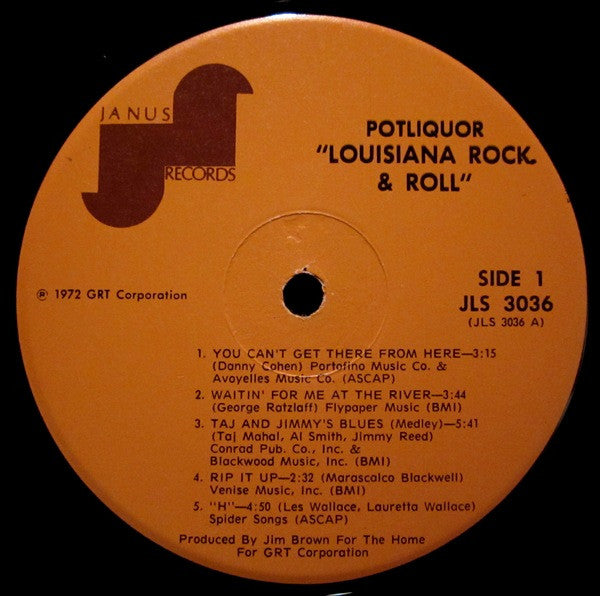 JANUS
RECORDS
POTLIQUOR
"LOUISIANA ROCK
& ROLL"
℗ 1972 GRT Corporation
SIDE 1
JLS 3036
(JLS 3036 A)
1. YOU CAN'T GET THERE FROM HERE—3:15
(Danny Cohen) Portofino Music Co. &
Avoyelles Music Co. (ASCAP)
2. WAITIN' FOR ME AT THE RIVER—3:44
(George Ratzlaff) Flypaper Music (BMI)
3. TAJ AND JIMMY'S BLUES (Medley)—5:41
(Taj Mahal, Al Smith, Jimmy Reed)
Conrad Pub. Co., Inc. &
Blackwood Music, Inc. (BMI)
4. RIP IT UP—2:32 (Marascalco Blackwell)
Venise Music, Inc. (BMI)
5. "H"—4:50 (Les Wallace, Lauretta Wallace)
Spider Songs (ASCAP)
Produced By Jim Brown For The Home
For GRT Corporation